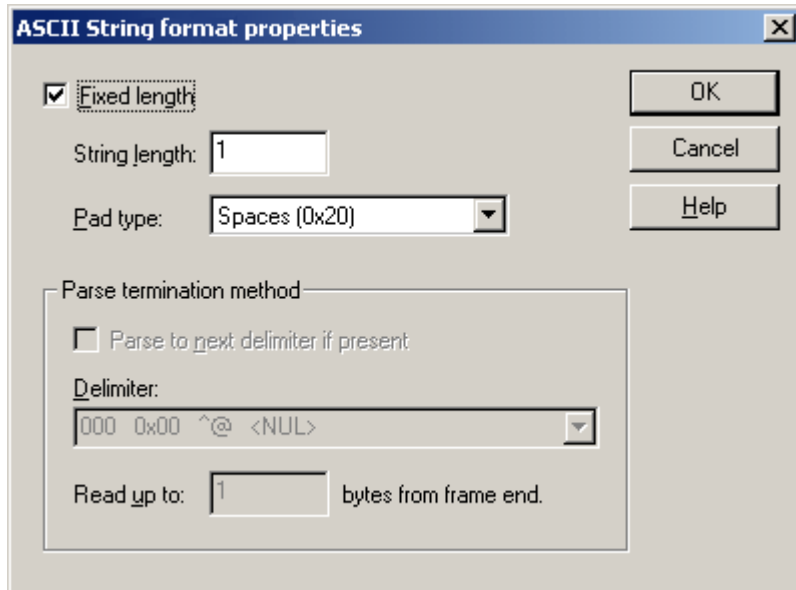 ASCII String format properties
Fixed length
OK
String length: 1
Cancel
Pad type: Spaces (0x20)
Help
Parse termination method
Parse to next delimiter if present
Delimiter:
000 0x00 ^@ <NUL>
Read up to: 1 bytes from frame end.